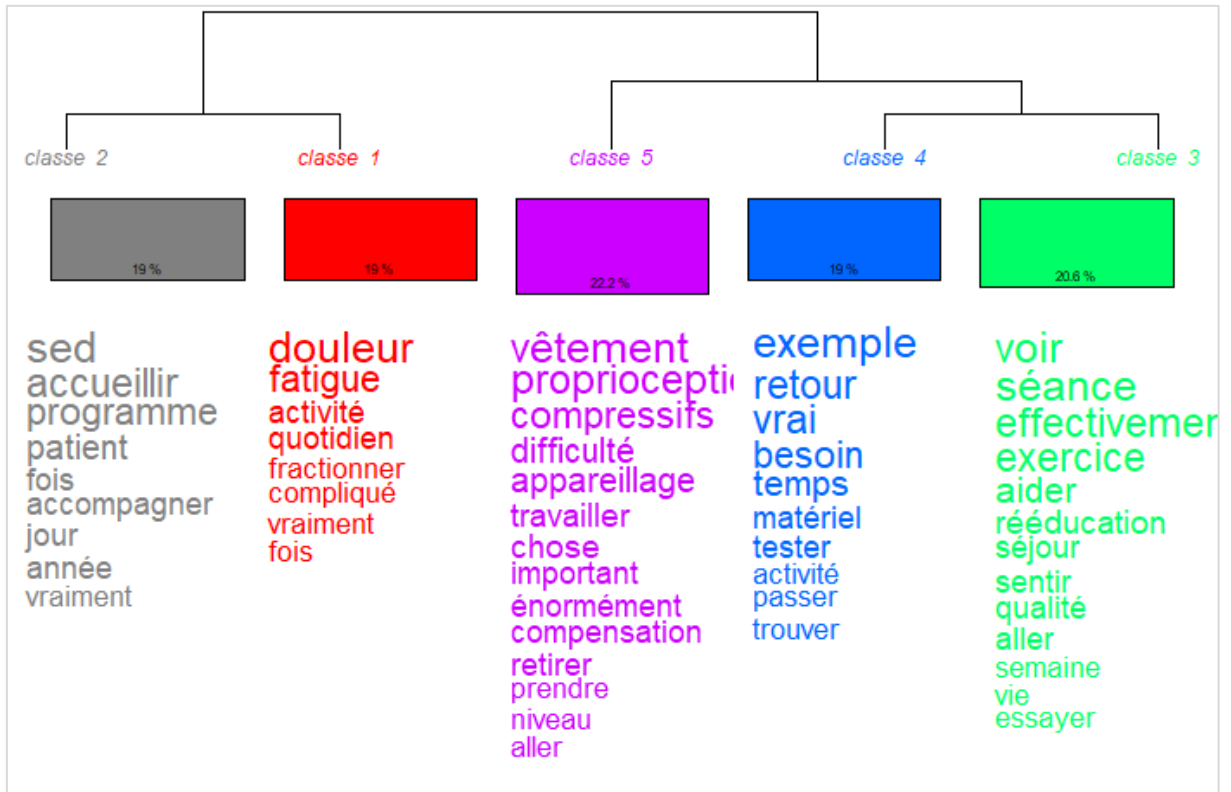 classe 2
classe 1
classe 5
classe 4
classe 3
19 %
19 %
22.2 %
19 %
20.6 %
sed
accueillir
programme
patient
fois
accompagner
jour
année
vraiment
douleur
fatigue
activité
quotidien
fractionner
compliqué
vraiment
fois
vêtement
proprioceptio
compressifs
difficulté
appareillage
travailler
chose
important
énormément
compensation
retirer
prendre
niveau
aller
exemple
retour
vrai
besoin
temps
matériel
tester
activité
passer
trouver
voir
séance
effectivemen
exercice
aider
rééducation
séjour
sentir
qualité
aller
semaine
vie
essayer